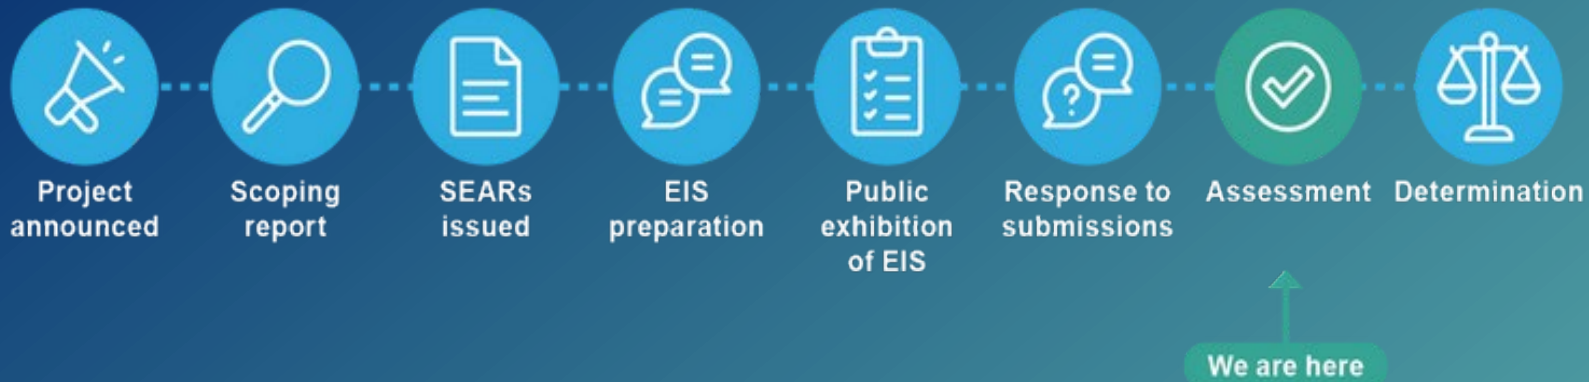 Project
announced
Scoping
report
SEARs
issued
EIS
preparation
Public
exhibition
of EIS
Response to
submissions
Assessment
Determination
We are here